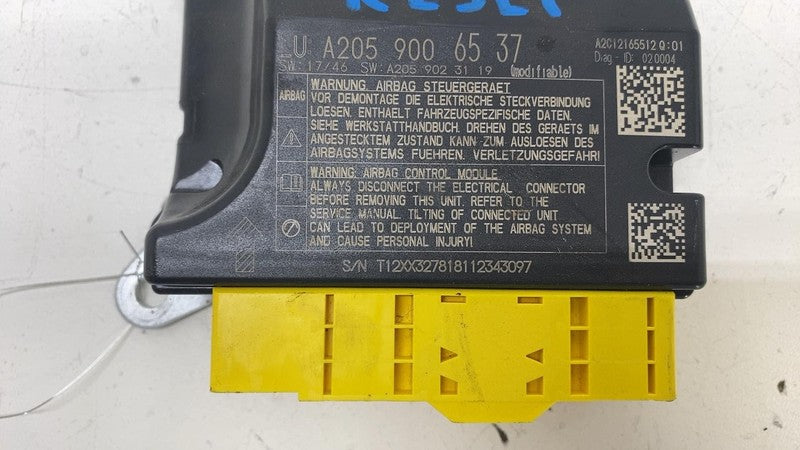 RESET
LU A205 900 65 37
A2C12165512 Q:01
Diag-ID: 020004
17/46 SW: A205 902 31 19 (modifiable)
WARNUNG, AIRBAG STEUERGERAET
AIRBAG
VOR DEMONTAGE DIE ELEKTRISCHE STECKVERBINDUNG
LOESEN. ENTHAELT FAHRZEUGSPEZIFISCHE DATEN.
SIEHE WERKSTATTHANDBUCH. DREHEN DES GERAETS IM
ANGESTECKTEM ZUSTAND KANN ZUM AUSLOESEN DES
AIRBAGSYSTEMS FUEHREN. VERLETZUNGSGEFAHR!
WARNING: AIRBAG CONTROL MODULE.
ALWAYS DISCONNECT THE ELECTRICAL CONNECTOR
BEFORE REMOVING THIS UNIT. REFER TO THE
SERVICE MANUAL. TILTING OF CONNECTED UNIT
CAN LEAD TO DEPLOYMENT OF THE AIRBAG SYSTEM
AND CAUSE PERSONAL INJURY!
S/N T12XX327818112343097